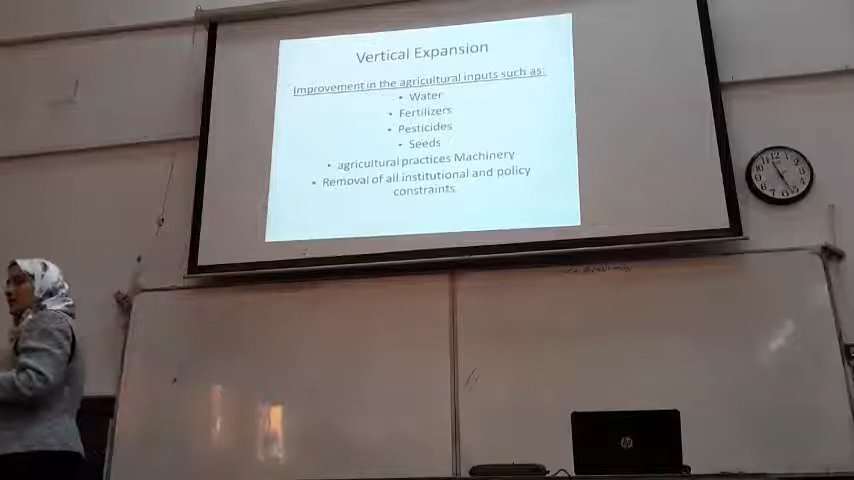 Vertical Expansion
Improvement in the agricultural inputs such as:
• Water
• Fertilizers
• Pesticides
• Seeds
• agricultural practices Machinery
• Removal of all institutional and policy
constraints.
hp